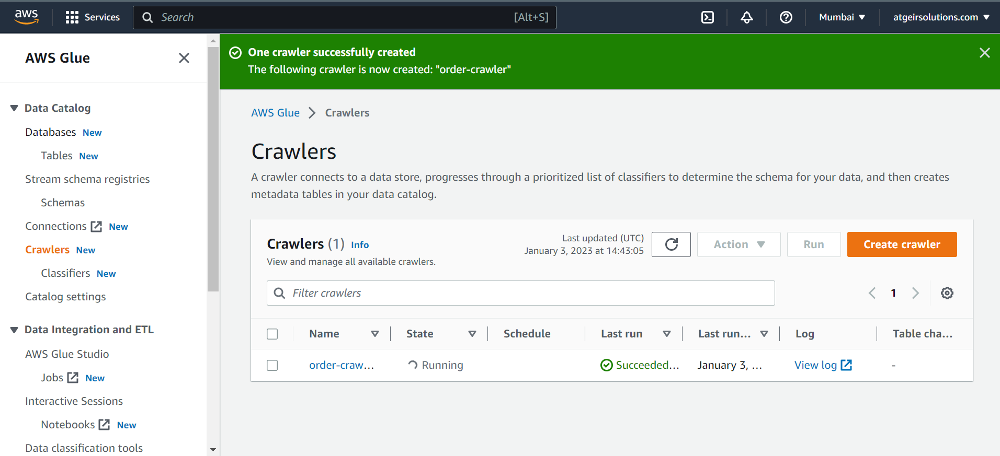 aws
Services
Search [Alt+S]
Mumbai
atgeirsolutions.com
AWS Glue
Data Catalog
Databases New
Tables New
Stream schema registries
Schemas
Connections New
Crawlers New
Classifiers New
Catalog settings
Data Integration and ETL
AWS Glue Studio
Jobs New
Interactive Sessions
Notebooks New
Data classification tools
One crawler successfully created
The following crawler is now created: "order-crawler"
AWS Glue > Crawlers
Crawlers
A crawler connects to a data store, progresses through a prioritized list of classifiers to determine the schema for your data, and then creates
metadata tables in your data catalog.
Crawlers (1) Info
View and manage all available crawlers.
Last updated (UTC)
January 3, 2023 at 14:43:05
Action
Run
Create crawler
Filter crawlers
1
Name State Schedule Last run Last run... Log Table cha...
order-craw... Running Succeeded... January 3, ... View log -